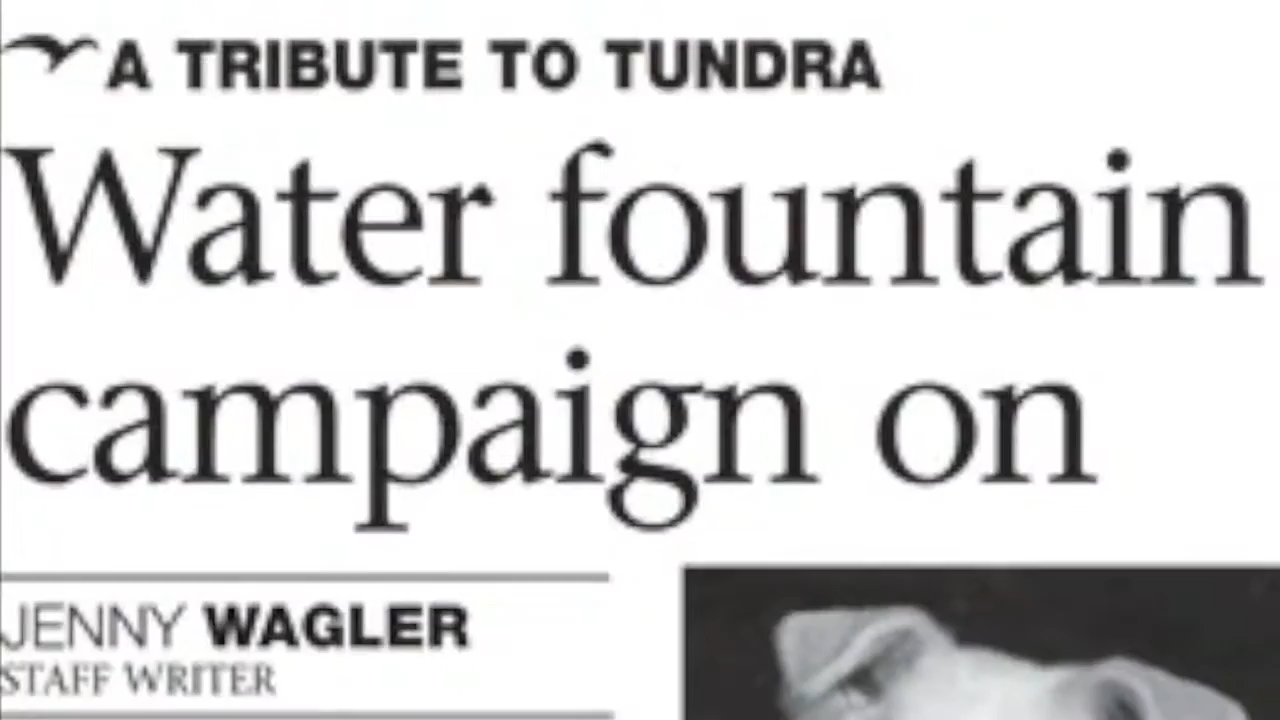 A TRIBUTE TO TUNDRA
Water fountain
campaign on
JENNY WAGLER
STAFF WRITER